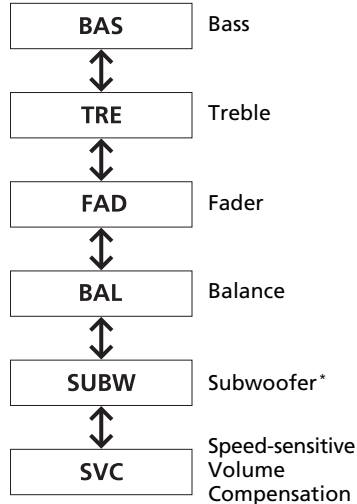 BAS Bass
TRE Treble
FAD Fader
BAL Balance
SUBW Subwoofer*
SVC Speed-sensitive
Volume
Compensation